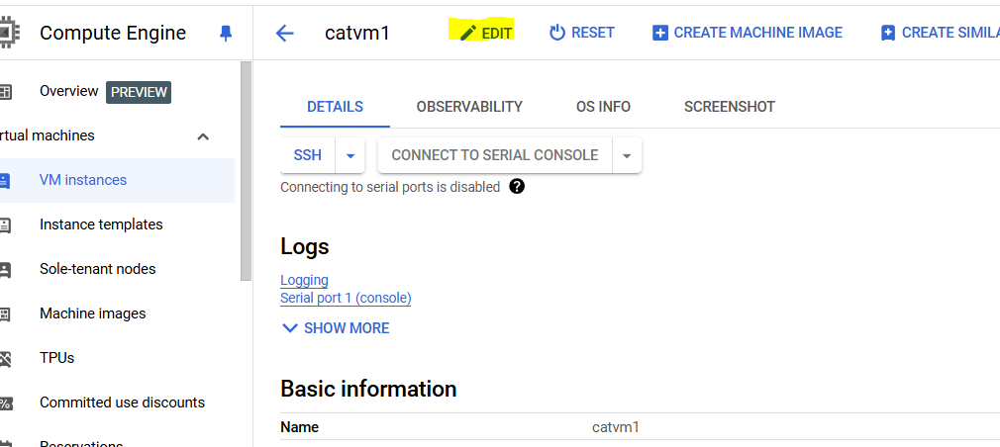 Compute Engine
catvm1
EDIT
RESET
CREATE MACHINE IMAGE
CREATE SIMILA
Overview PREVIEW
rtual machines
VM instances
Instance templates
Sole-tenant nodes
Machine images
TPUs
Committed use discounts
Reservations
DETAILS
OBSERVABILITY
OS INFO
SCREENSHOT
SSH
CONNECT TO SERIAL CONSOLE
Connecting to serial ports is disabled ?
Logs
Logging
Serial port 1 (console)
SHOW MORE
Basic information
Name catvm1